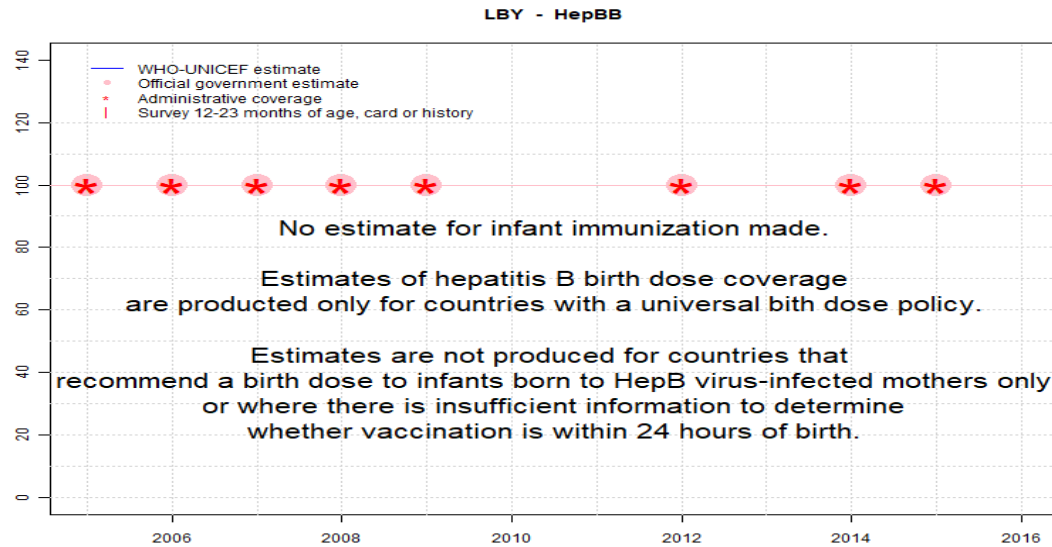 LBY - HepBB
140
120
100
80
60
40
20
0
WHO-UNICEF estimate
Official government estimate
Administrative coverage
Survey 12-23 months of age, card or history
No estimate for infant immunization made.
Estimates of hepatitis B birth dose coverage
are producted only for countries with a universal bith dose policy.
Estimates are not produced for countries that
recommend a birth dose to infants born to HepB virus-infected mothers only
or where there is insufficient information to determine
whether vaccination is within 24 hours of birth.
2006 2008 2010 2012 2014 2016